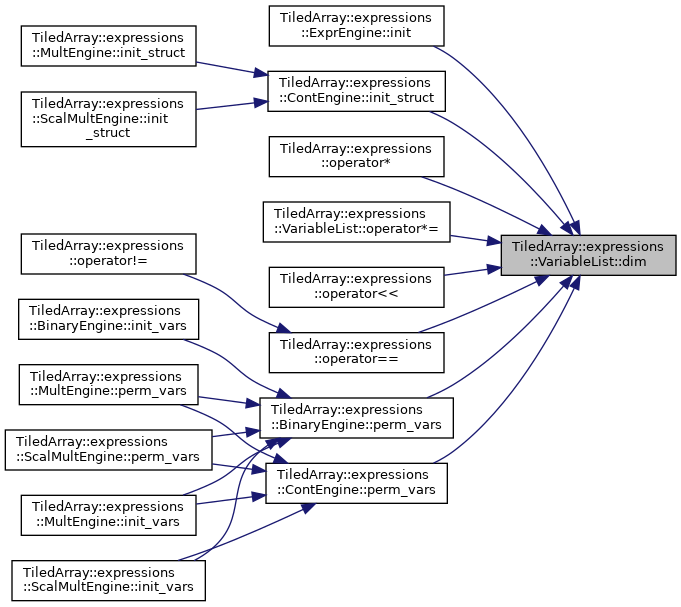 TiledArray::expressions
::MultEngine::init_struct
TiledArray::expressions
::ScalMultEngine::init
_struct
TiledArray::expressions
::operator!=
TiledArray::expressions
::BinaryEngine::init_vars
TiledArray::expressions
::MultEngine::perm_vars
TiledArray::expressions
::ScalMultEngine::perm_vars
TiledArray::expressions
::MultEngine::init_vars
TiledArray::expressions
::ScalMultEngine::init_vars
TiledArray::expressions
::ExprEngine::init
TiledArray::expressions
::ContEngine::init_struct
TiledArray::expressions
::operator*
TiledArray::expressions
::VariableList::operator*=
TiledArray::expressions
::operator<<
TiledArray::expressions
::operator==
TiledArray::expressions
::BinaryEngine::perm_vars
TiledArray::expressions
::ContEngine::perm_vars
TiledArray::expressions
::VariableList::dim